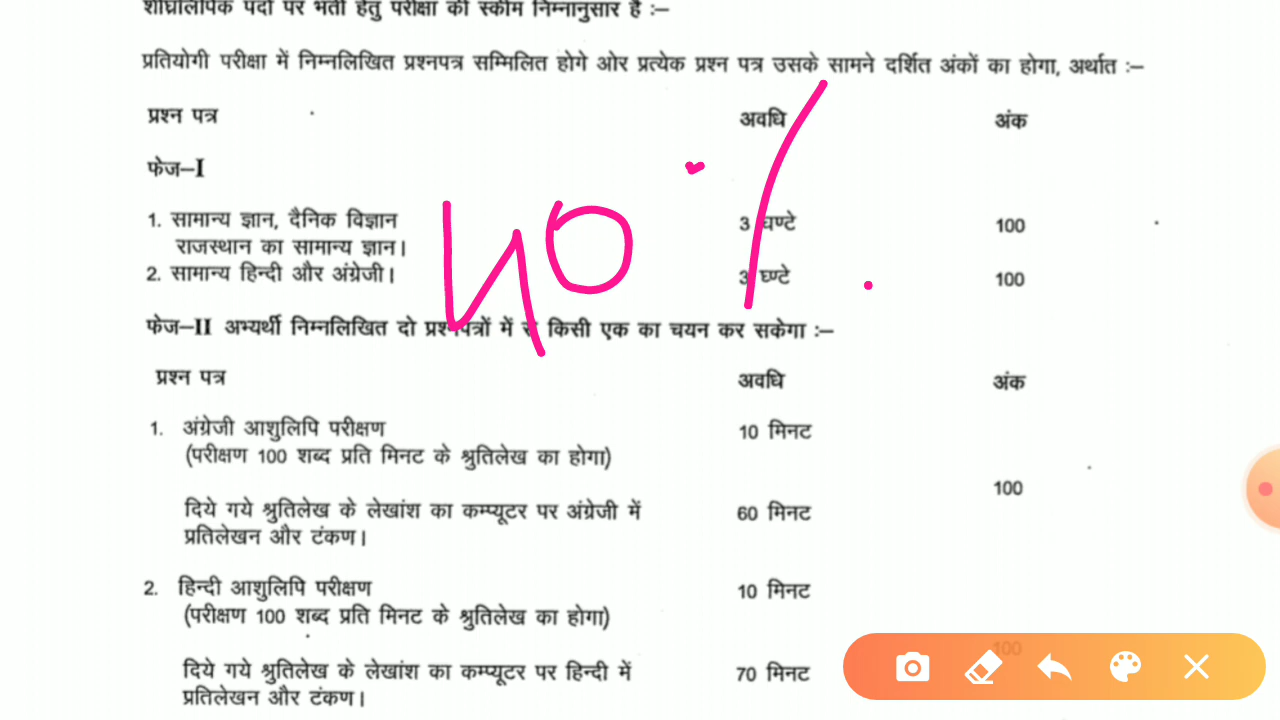 शीघ्रलिपिक पदों पर भर्ती हेतु परीक्षा की स्कीम निम्नानुसार है :–
प्रतियोगी परीक्षा में निम्नलिखित प्रश्नपत्र सम्मिलित होगे ओर प्रत्येक प्रश्न पत्र उसके सामने दर्शित अंकों का होगा, अर्थात :–
प्रश्न पत्र अवधि अंक
फेज–I
1. सामान्य ज्ञान, दैनिक विज्ञान 3 घण्टे 100
राजस्थान का सामान्य ज्ञान।
2. सामान्य हिन्दी और अंग्रेजी। 3 घ्ण्टे 100
40 %
फेज–II अभ्यर्थी निम्नलिखित दो प्रश्नपत्रों में से किसी एक का चयन कर सकेगा :–
प्रश्न पत्र अवधि अंक
1. अंग्रेजी आशुलिपि परीक्षण 10 मिनट
(परीक्षण 100 शब्द प्रति मिनट के श्रुतिलेख का होगा)
100
दिये गये श्रुतिलेख के लेखांश का कम्प्यूटर पर अंग्रेजी में 60 मिनट
प्रतिलेखन और टंकण।
2. हिन्दी आशुलिपि परीक्षण 10 मिनट
(परीक्षण 100 शब्द प्रति मिनट के श्रुतिलेख का होगा)
100
दिये गये श्रुतिलेख के लेखांश का कम्प्यूटर पर हिन्दी में 70 मिनट
प्रतिलेखन और टंकण।